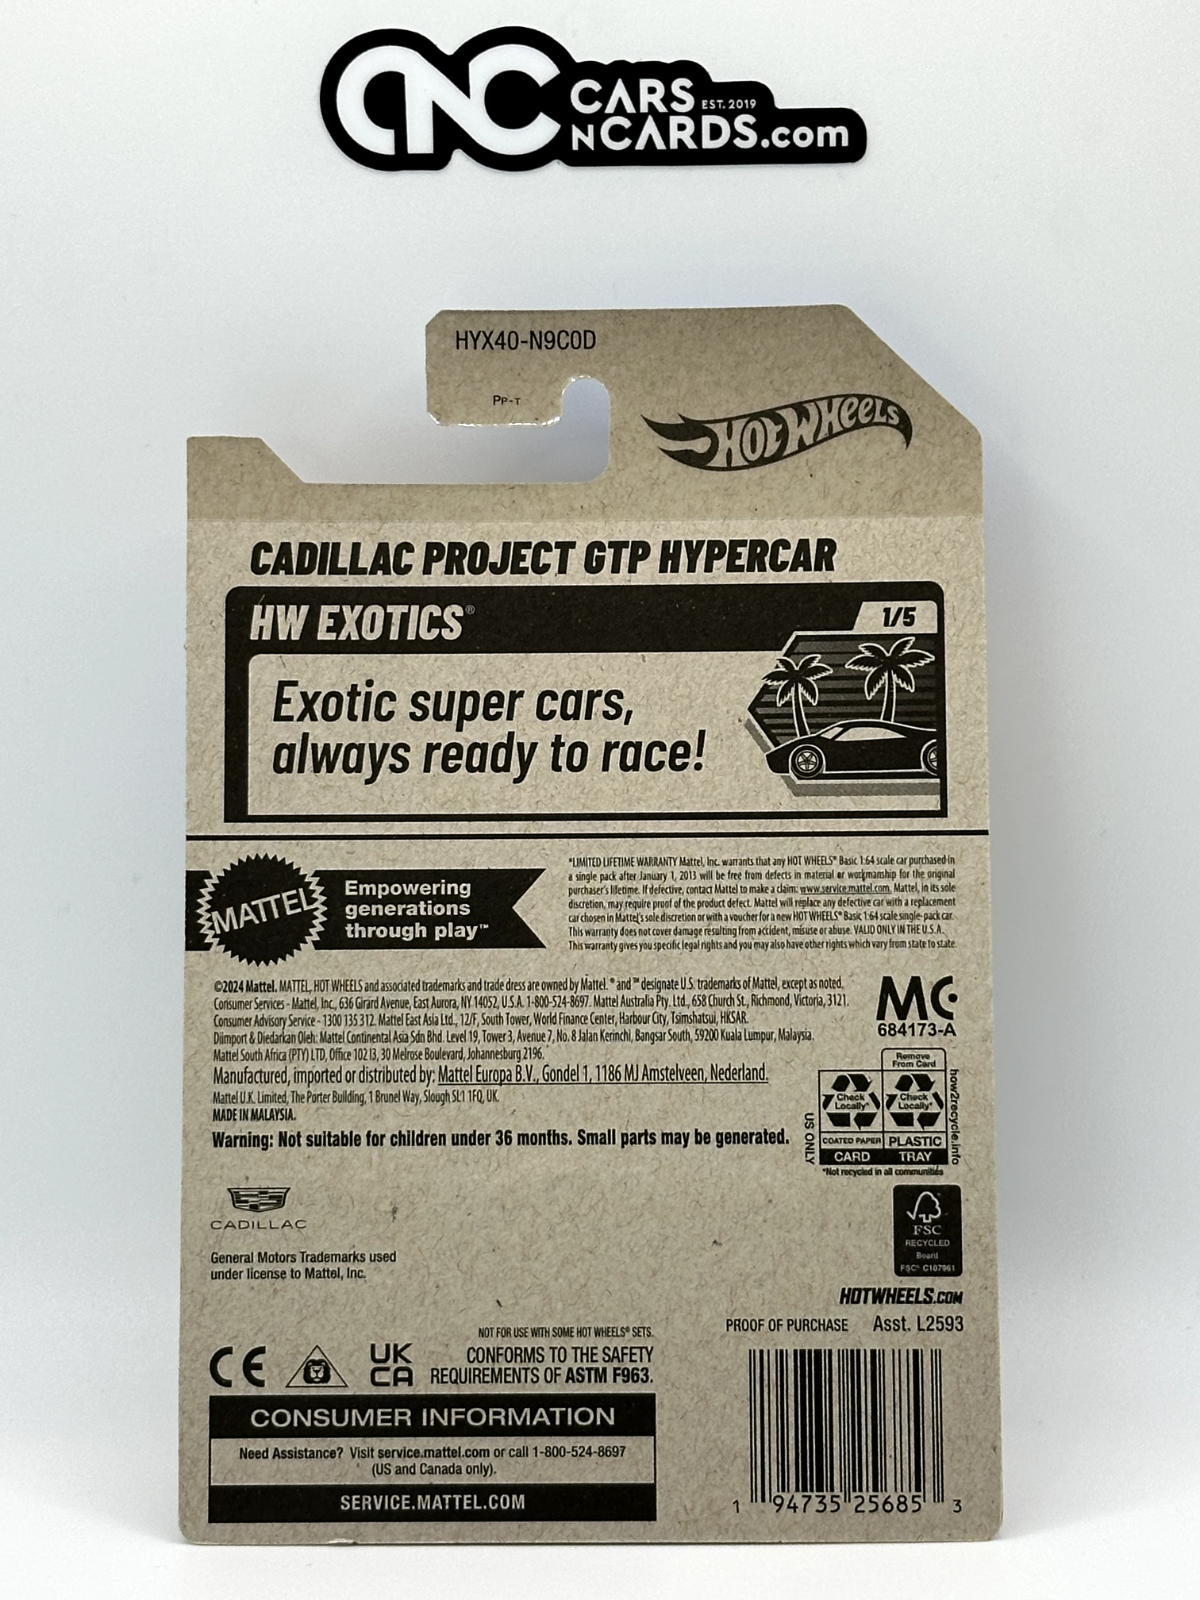 CNC CARS EST. 2019
NCARDS.com
HYX40-N9C0D
PP-T
HOT WHEELS
CADILLAC PROJECT GTP HYPERCAR
HW EXOTICS®
1/5
Exotic super cars,
always ready to race!
MATTEL
Empowering
generations
through play™
*LIMITED LIFETIME WARRANTY Mattel, Inc. warrants that any HOT WHEELS® Basic 1:64 scale car purchased in
a single pack after January 1, 2013 will be free from defects in material or workmanship for the original
purchaser's lifetime. If defective, contact Mattel to make a claim: www.service.mattel.com. Mattel, in its sole
discretion, may require proof of the product defect. Mattel will replace any defective car with a replacement
car chosen in Mattel's sole discretion or with a voucher for a new HOT WHEELS® Basic 1:64 scale single-pack car.
This warranty does not cover damage resulting from accident, misuse or abuse. VALID ONLY IN THE U.S.A.
This warranty gives you specific legal rights and you may also have other rights which vary from state to state.
©2024 Mattel. MATTEL, HOT WHEELS and associated trademarks and trade dress are owned by Mattel. ® and ™ designate U.S. trademarks of Mattel, except as noted.
Consumer Services - Mattel, Inc., 636 Girard Avenue, East Aurora, NY 14052, U.S.A. 1-800-524-8697. Mattel Australia Pty. Ltd., 658 Church St., Richmond, Victoria, 3121.
Consumer Advisory Service - 1300 135 312. Mattel East Asia Ltd., 12/F, South Tower, World Finance Center, Harbour City, Tsimshatsui, HKSAR.
Diimport & Diedarkan Oleh: Mattel Continental Asia Sdn Bhd. Level 19, Tower 3, Avenue 7, No. 8 Jalan Kerinchi, Bangsar South, 59200 Kuala Lumpur, Malaysia.
Mattel South Africa (PTY) LTD, Office 102 I3, 30 Melrose Boulevard, Johannesburg 2196.
Manufactured, imported or distributed by: Mattel Europa B.V., Gondel 1, 1186 MJ Amstelveen, Nederland.
Mattel U.K. Limited, The Porter Building, 1 Brunel Way, Slough SL1 1FQ, UK.
MADE IN MALAYSIA.
Warning: Not suitable for children under 36 months. Small parts may be generated.
MC
684173-A
Remove
From Card
Check
Locally*
Check
Locally*
COATED PAPER
PLASTIC
CARD
TRAY
US ONLY
how2recycle.info
*Not recycled in all communities
CADILLAC
General Motors Trademarks used
under license to Mattel, Inc.
FSC
RECYCLED
Board
FSC® C107961
HOTWHEELS.COM
PROOF OF PURCHASE Asst. L2593
NOT FOR USE WITH SOME HOT WHEELS® SETS.
CE
UK
CA
CONFORMS TO THE SAFETY
REQUIREMENTS OF ASTM F963.
CONSUMER INFORMATION
Need Assistance? Visit service.mattel.com or call 1-800-524-8697
(US and Canada only).
SERVICE.MATTEL.COM
1 94735 25685 3